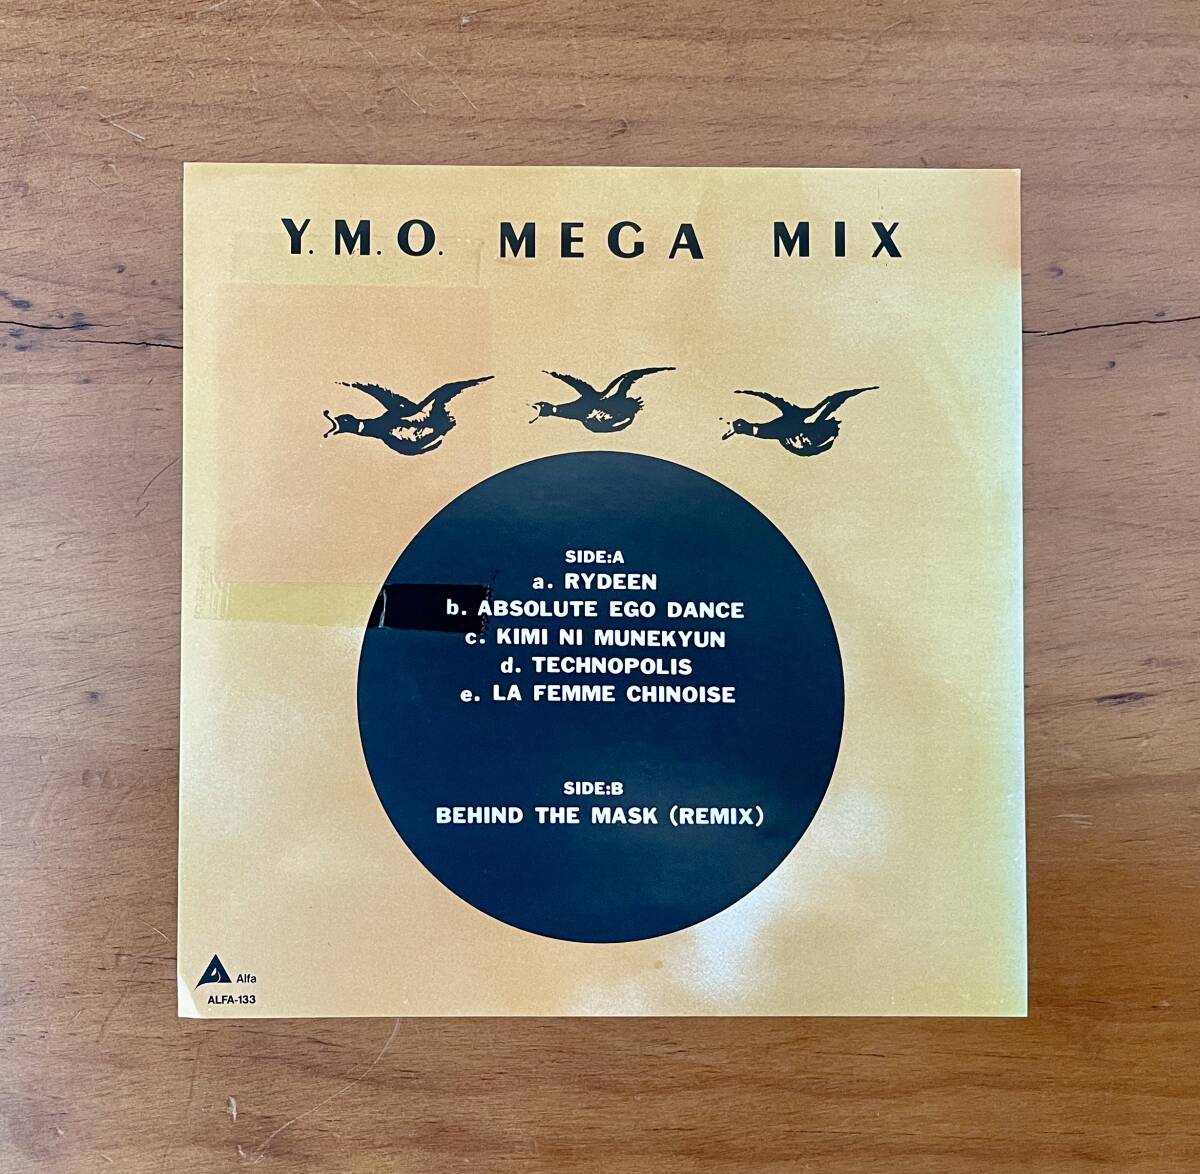 Y.M.O. MEGA MIX
SIDE:A
a. RYDEEN
b. ABSOLUTE EGO DANCE
c. KIMI NI MUNEKYUN
d. TECHNOPOLIS
e. LA FEMME CHINOISE
SIDE:B
BEHIND THE MASK (REMIX)
Alfa
ALFA-133